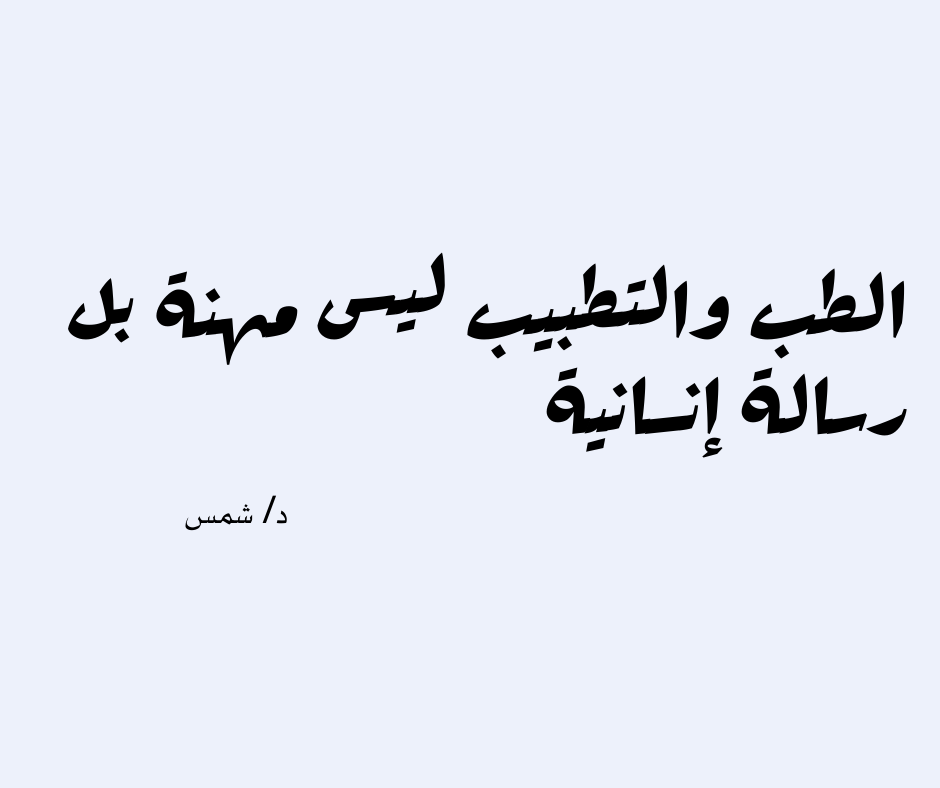 الطب والتطبيب ليس مهنة بل
رسالة إنسانية
د/ شمس